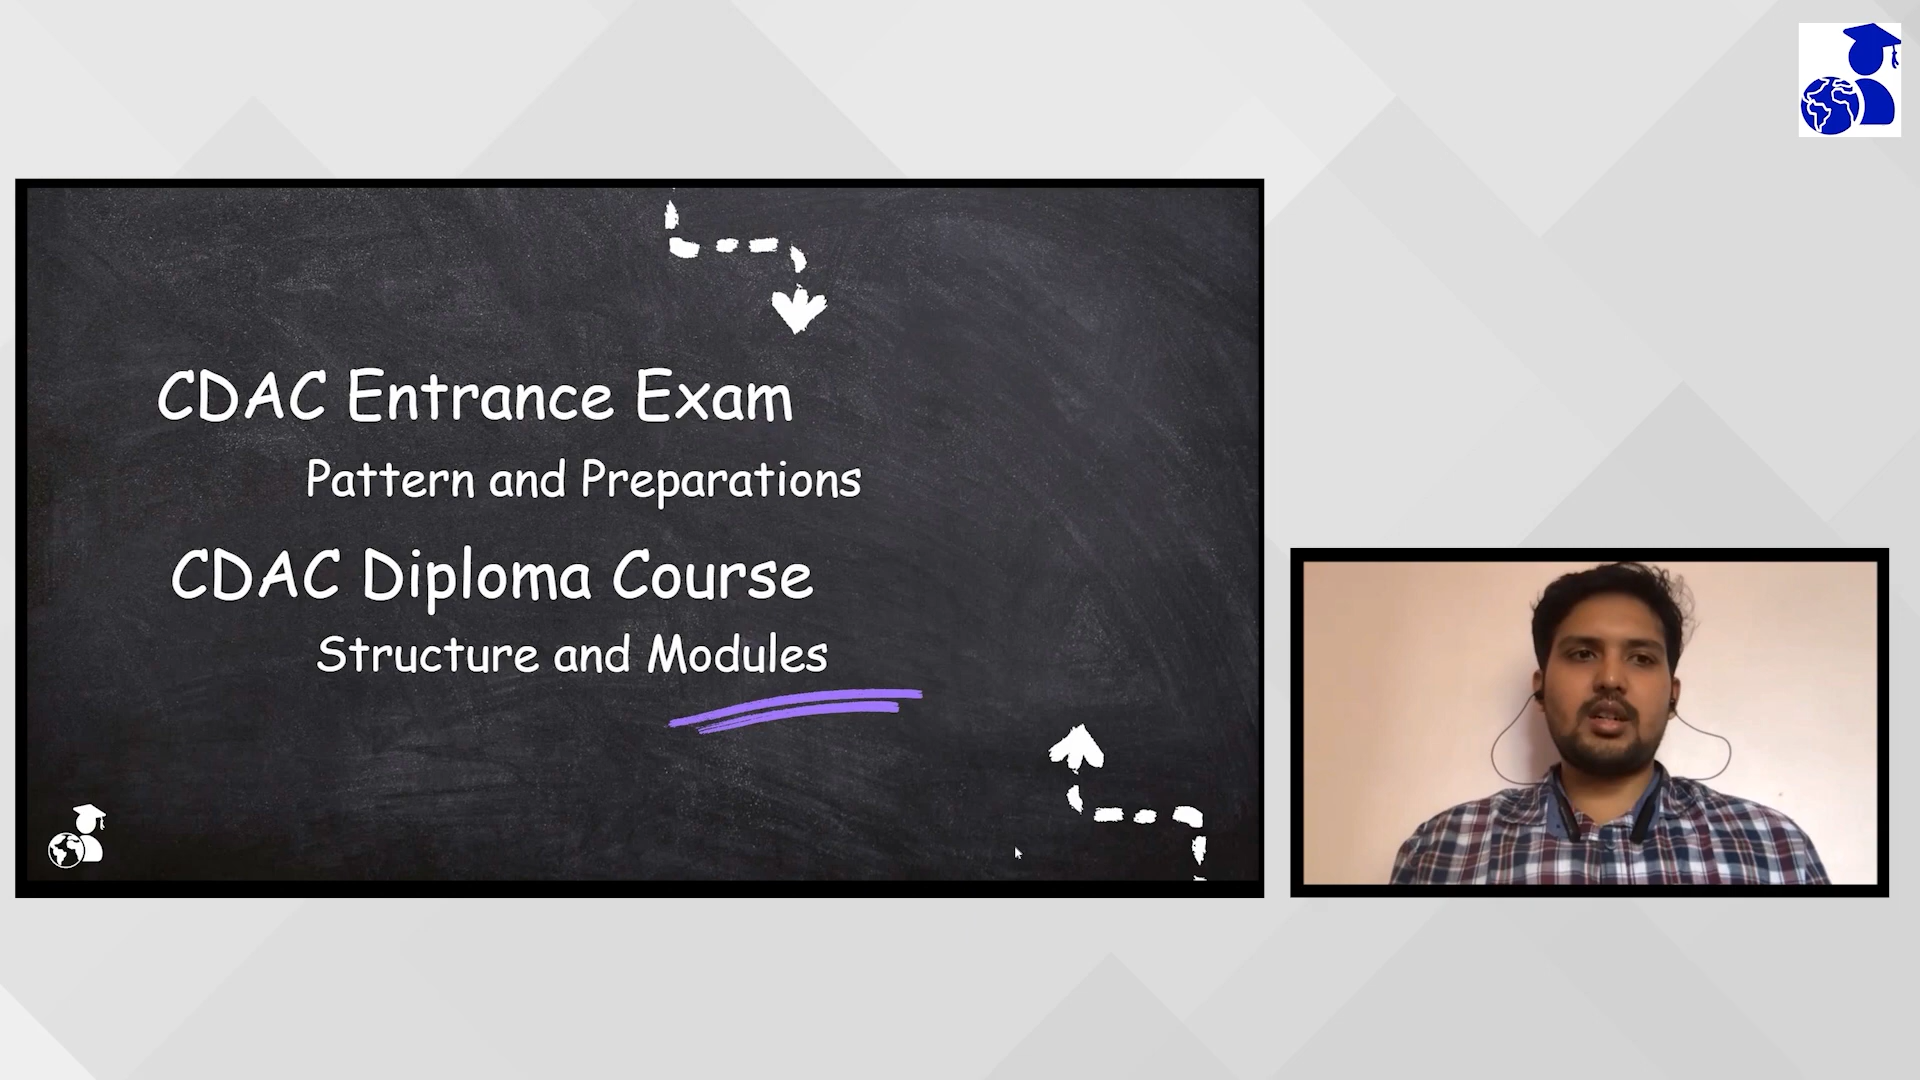 CDAC Entrance Exam
Pattern and Preparations
CDAC Diploma Course
Structure and Modules